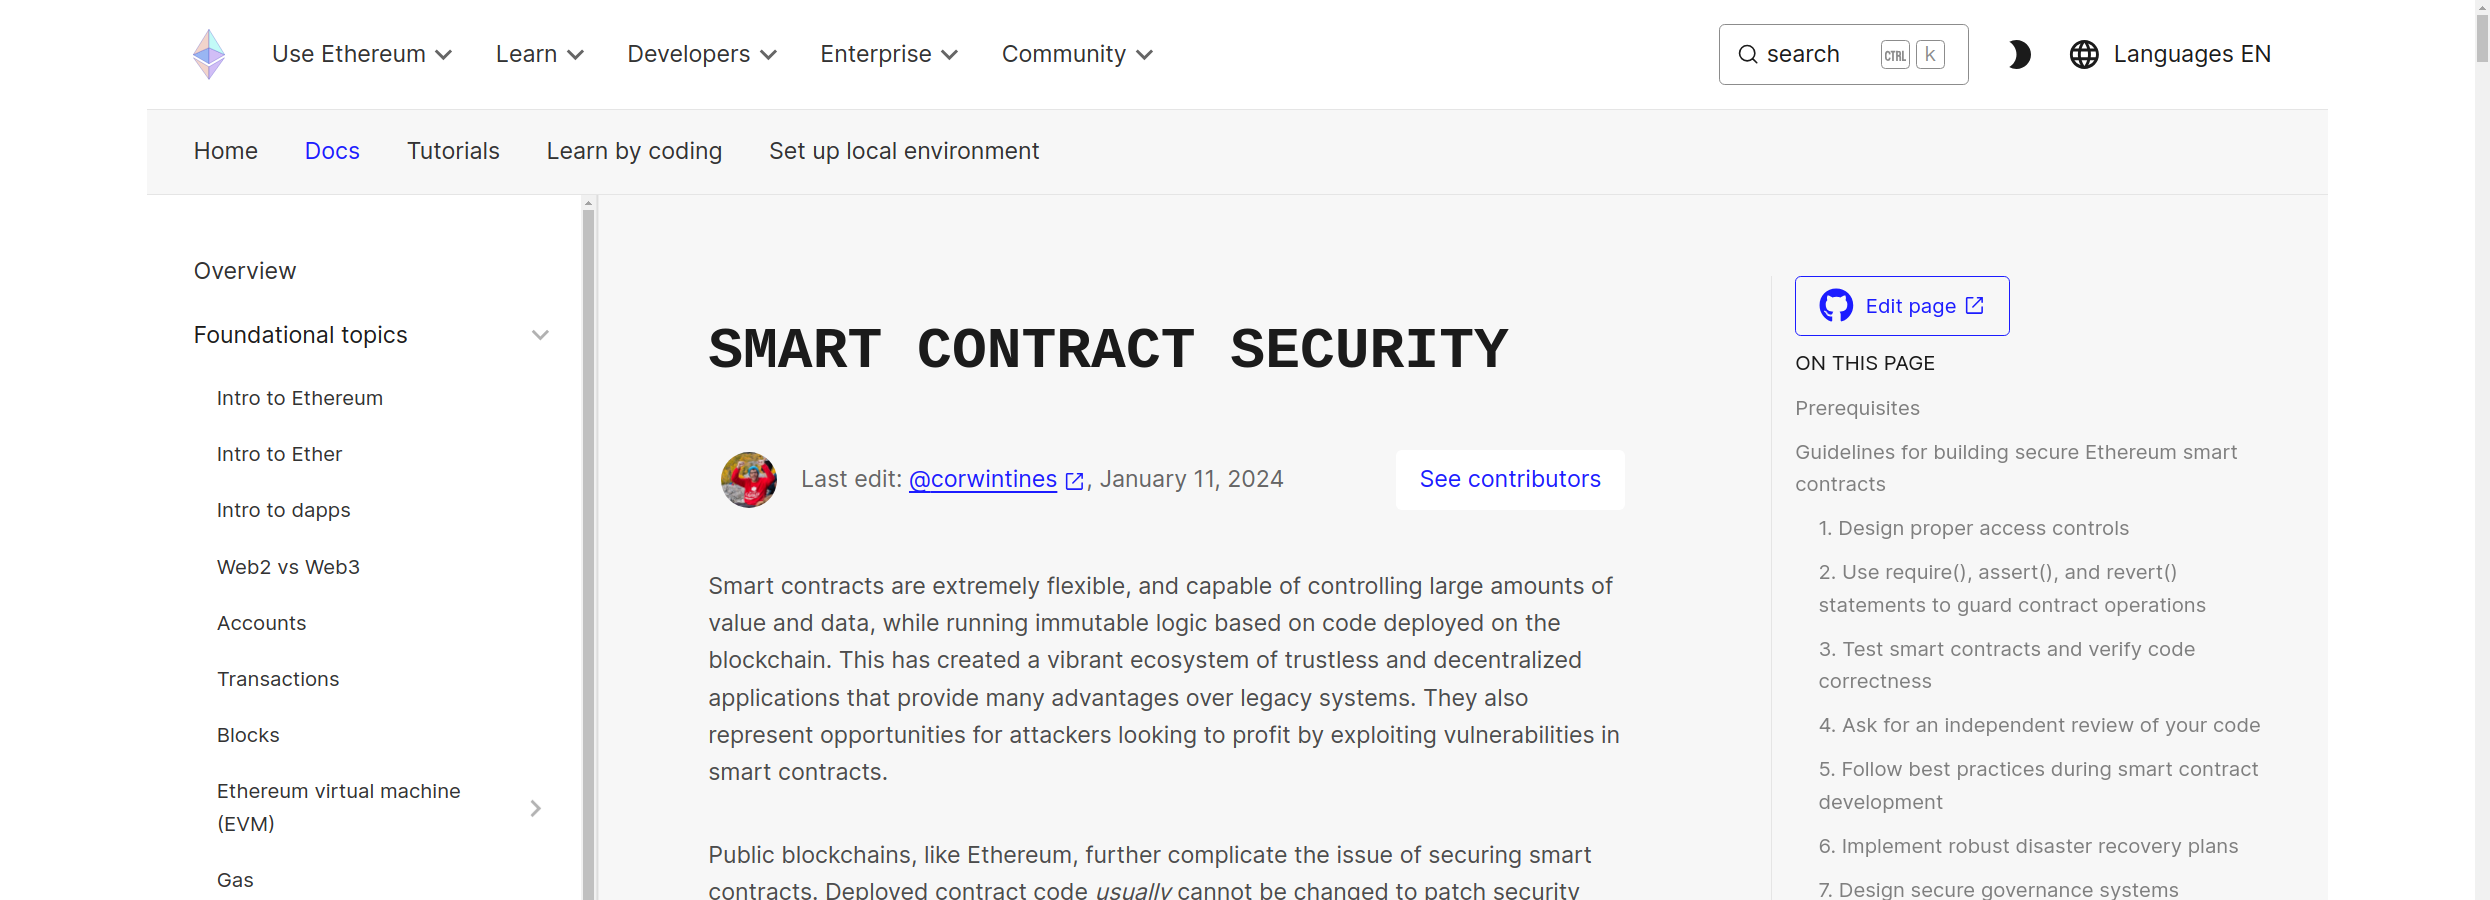 Use Ethereum
Learn
Developers
Enterprise
Community
search
CTRL
k
Languages EN
Home
Docs
Tutorials
Learn by coding
Set up local environment
Overview
Foundational topics
Intro to Ethereum
Intro to Ether
Intro to dapps
Web2 vs Web3
Accounts
Transactions
Blocks
Ethereum virtual machine
(EVM)
Gas
SMART CONTRACT SECURITY
Last edit: @corwintines, January 11, 2024
See contributors
Smart contracts are extremely flexible, and capable of controlling large amounts of
value and data, while running immutable logic based on code deployed on the
blockchain. This has created a vibrant ecosystem of trustless and decentralized
applications that provide many advantages over legacy systems. They also
represent opportunities for attackers looking to profit by exploiting vulnerabilities in
smart contracts.
Public blockchains, like Ethereum, further complicate the issue of securing smart
contracts. Deployed contract code usually cannot be changed to patch security
Edit page
ON THIS PAGE
Prerequisites
Guidelines for building secure Ethereum smart
contracts
1. Design proper access controls
2. Use require(), assert(), and revert()
statements to guard contract operations
3. Test smart contracts and verify code
correctness
4. Ask for an independent review of your code
5. Follow best practices during smart contract
development
6. Implement robust disaster recovery plans
7. Design secure governance systems